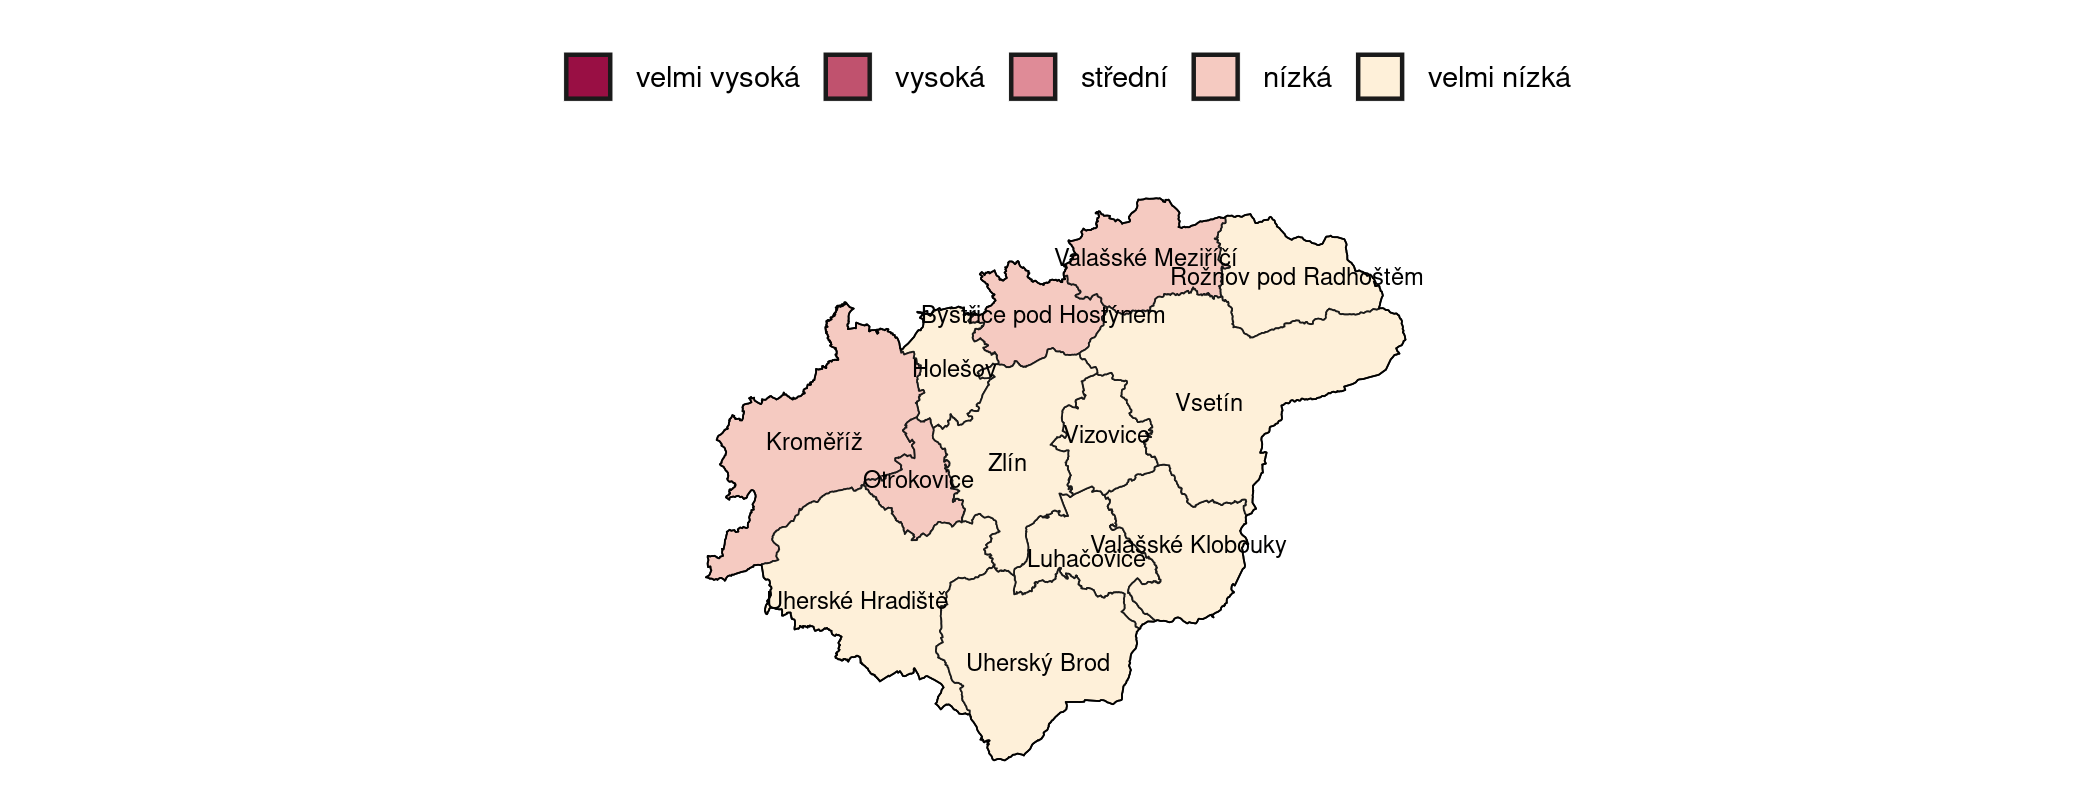 velmi vysoká vysoká střední nízká velmi nízká
Valašské Meziříčí
Rožnov pod Radhoštěm
Bystřice pod Hostýnem
Holešov
Vsetín
Vizovice
Kroměříž
Zlín
Otrokovice
Valašské Klobouky
Luhačovice
Uherské Hradiště
Uherský Brod